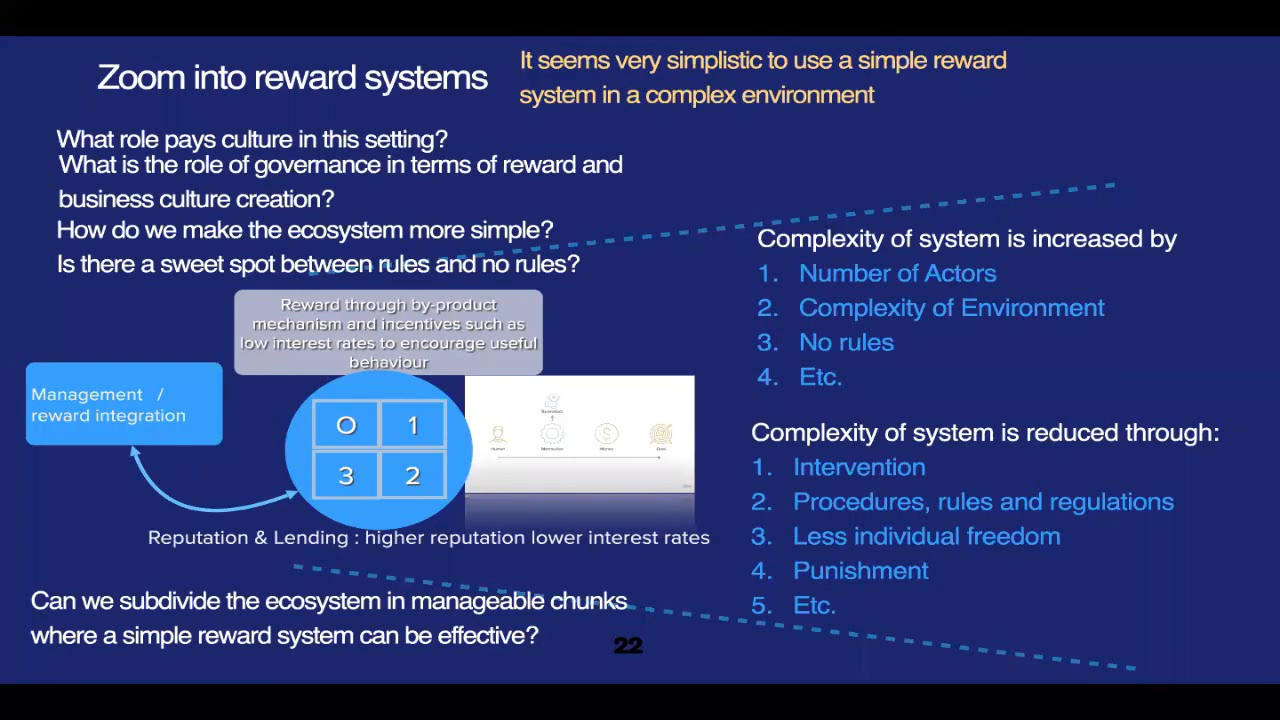 Zoom into reward systems
It seems very simplistic to use a simple reward
system in a complex environment
What role pays culture in this setting?
What is the role of governance in terms of reward and
business culture creation?
How do we make the ecosystem more simple?
Is there a sweet spot between rules and no rules?
Reward through by-product
mechanism and incentives such as
low interest rates to encourage useful
behaviour
Management /
reward integration
0 1
3 2
By-product
Human
Information
Money
Reputation & Lending : higher reputation lower interest rates
Can we subdivide the ecosystem in manageable chunks
where a simple reward system can be effective?
22
Complexity of system is increased by
1. Number of Actors
2. Complexity of Environment
3. No rules
4. Etc.
Complexity of system is reduced through:
1. Intervention
2. Procedures, rules and regulations
3. Less individual freedom
4. Punishment
5. Etc.